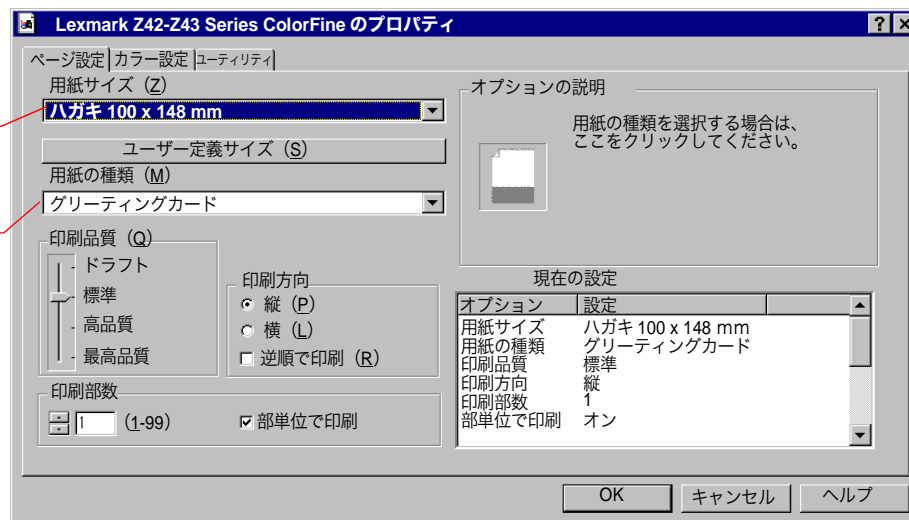 Lexmark Z42-Z43 Series ColorFine のプロパティ
ページ設定 カラー設定 ユーティリティ
用紙サイズ（Z）
ハガキ 100 x 148 mm
ユーザー定義サイズ（S）
用紙の種類（M）
グリーティングカード
印刷品質（Q）
ドラフト
標準
高品質
最高品質
印刷方向
縦（P）
横（L）
逆順で印刷（R）
印刷部数
1 （1-99）
部単位で印刷
オプションの説明
用紙の種類を選択する場合は、
ここをクリックしてください。
現在の設定
オプション 設定
用紙サイズ ハガキ 100 x 148 mm
用紙の種類 グリーティングカード
印刷品質 標準
印刷方向 縦
印刷部数 1
部単位で印刷 オン
OK キャンセル ヘルプ